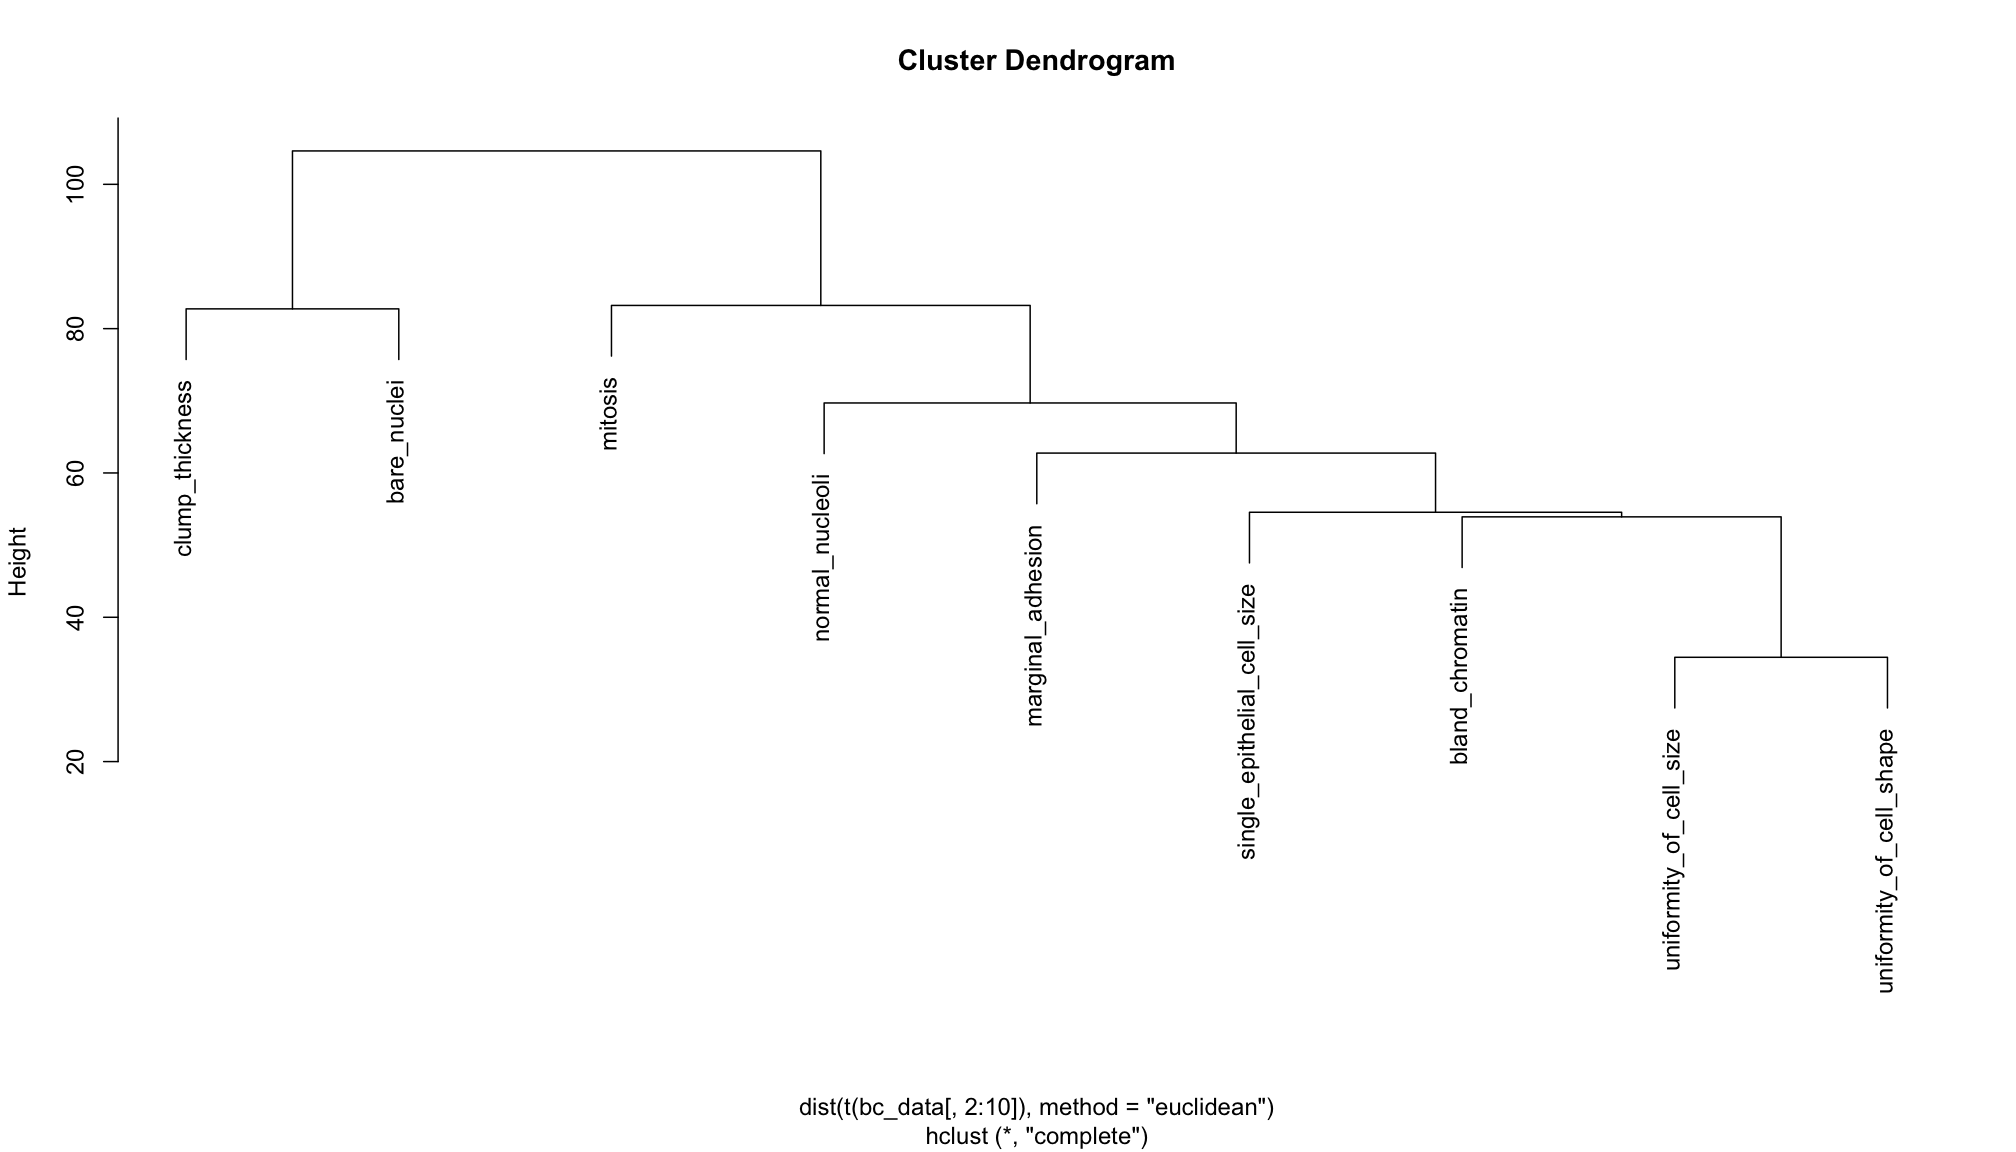 Cluster Dendrogram
Height
100
80
60
40
20
clump_thickness
bare_nuclei
mitosis
normal_nucleoli
marginal_adhesion
single_epithelial_cell_size
bland_chromatin
uniformity_of_cell_size
uniformity_of_cell_shape
dist(t(bc_data[, 2:10]), method = "euclidean")
hclust (*, "complete")